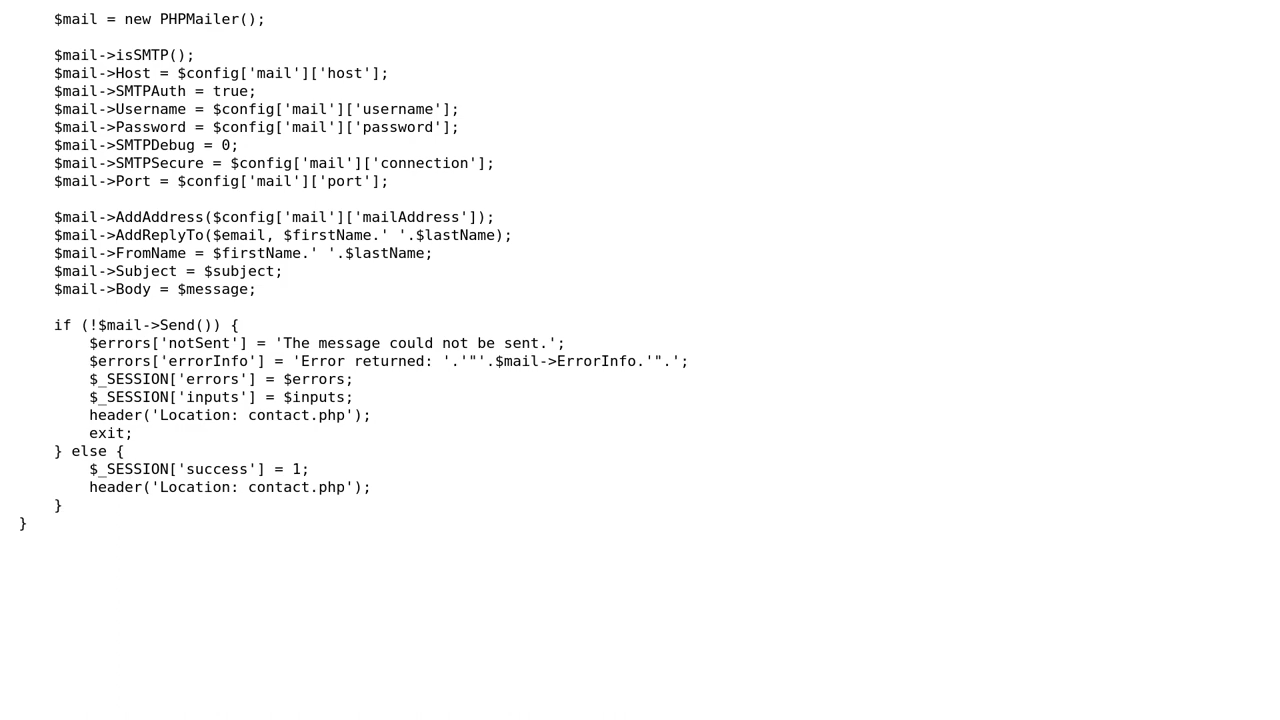 $mail = new PHPMailer();
$mail->isSMTP();
$mail->Host = $config['mail']['host'];
$mail->SMTPAuth = true;
$mail->Username = $config['mail']['username'];
$mail->Password = $config['mail']['password'];
$mail->SMTPDebug = 0;
$mail->SMTPSecure = $config['mail']['connection'];
$mail->Port = $config['mail']['port'];
$mail->AddAddress($config['mail']['mailAddress']);
$mail->AddReplyTo($email, $firstName.' '.$lastName);
$mail->FromName = $firstName.' '.$lastName;
$mail->Subject = $subject;
$mail->Body = $message;
if (!$mail->Send()) {
$errors['notSent'] = 'The message could not be sent.';
$errors['errorInfo'] = 'Error returned: '.'"'.$mail->ErrorInfo.'".';
$_SESSION['errors'] = $errors;
$_SESSION['inputs'] = $inputs;
header('Location: contact.php');
exit;
} else {
$_SESSION['success'] = 1;
header('Location: contact.php');
}
}